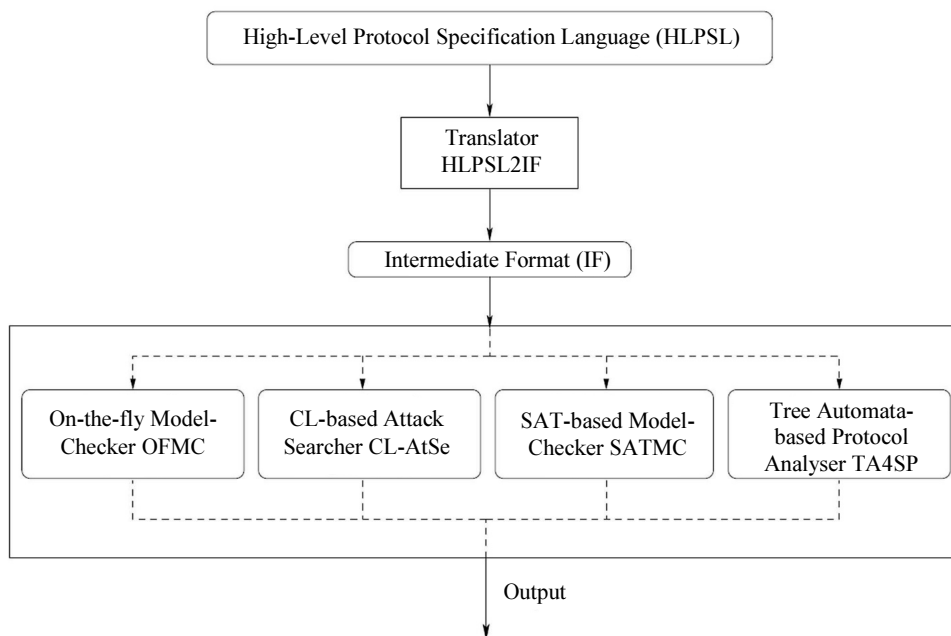 High-Level Protocol Specification Language (HLPSL)
Translator
HLPSL2IF
Intermediate Format (IF)
On-the-fly Model-
Checker OFMC
CL-based Attack
Searcher CL-AtSe
SAT-based Model-
Checker SATMC
Tree Automata-
based Protocol
Analyser TA4SP
Output